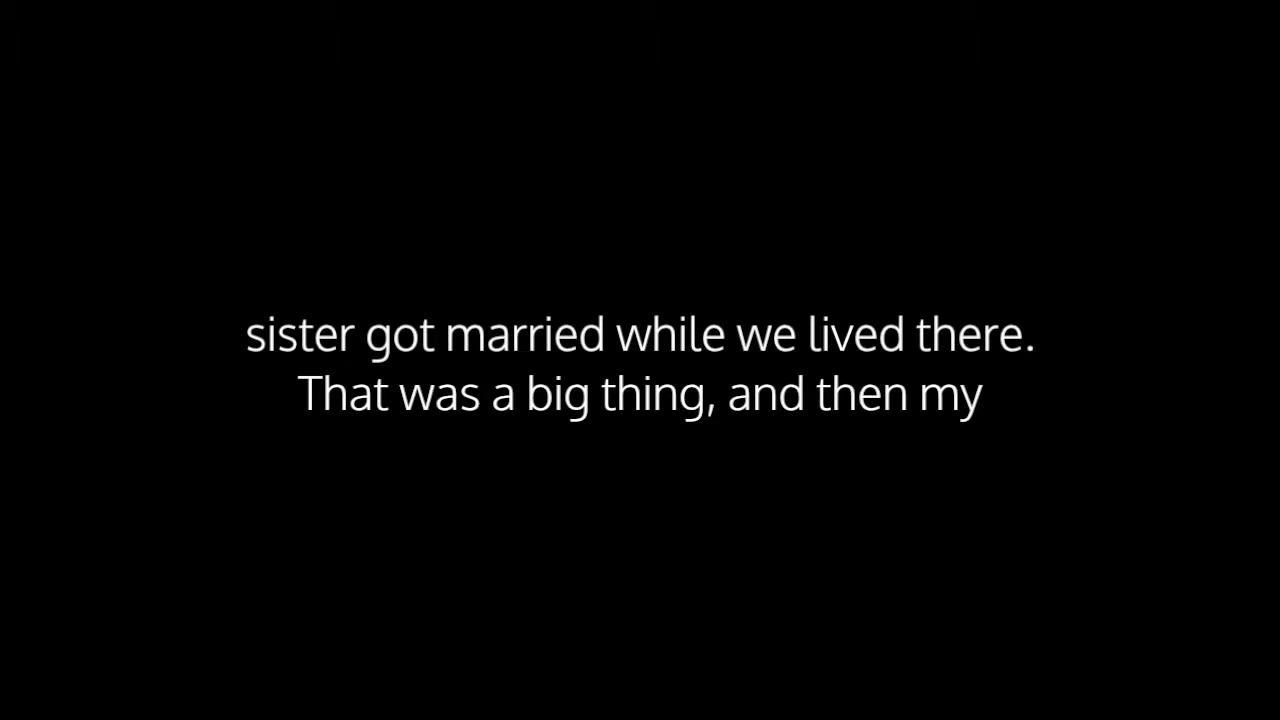 sister got married while we lived there.
That was a big thing, and then my